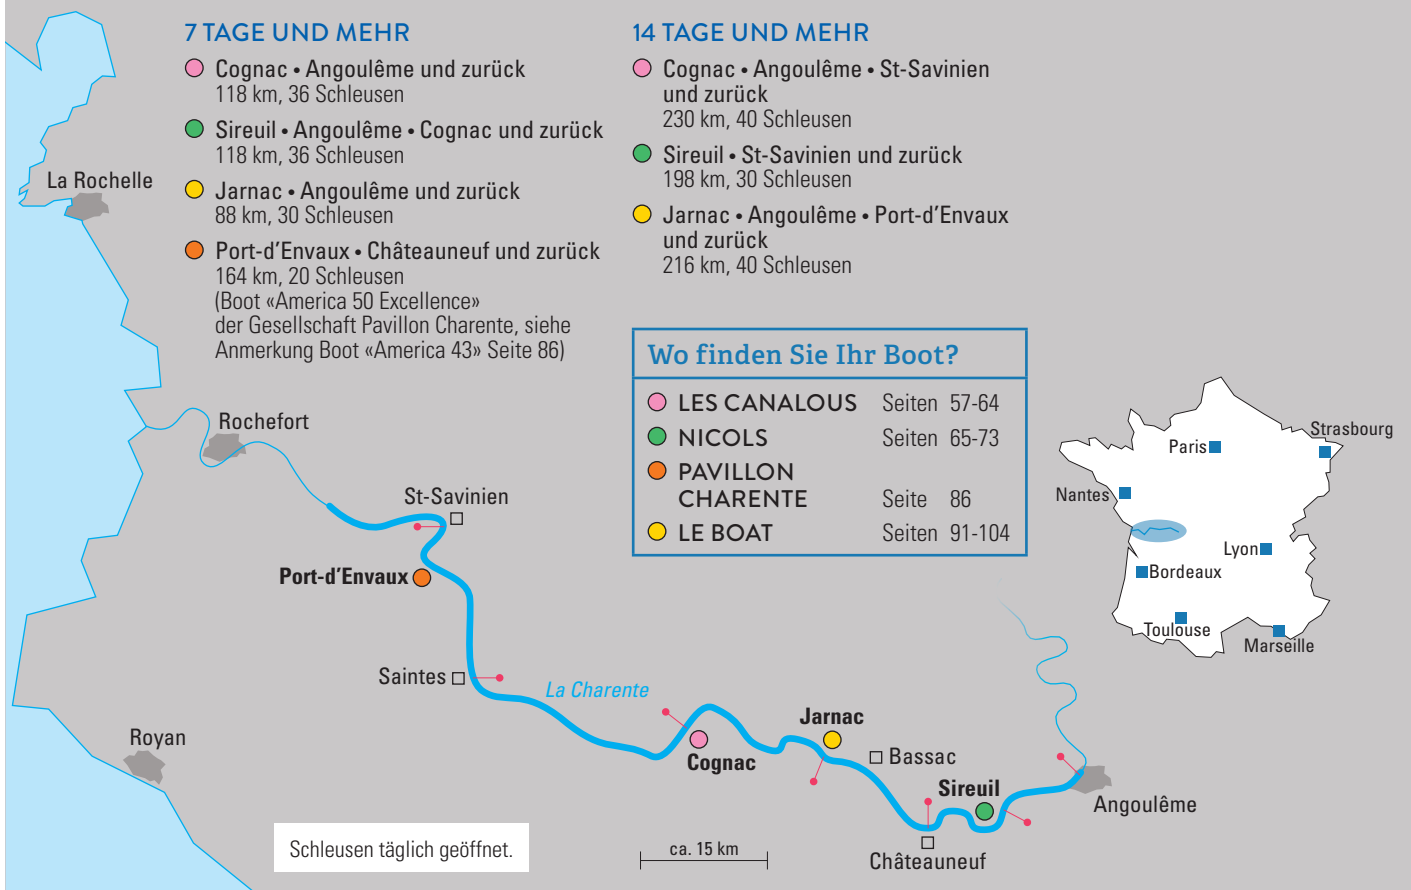 7 TAGE UND MEHR
Cognac • Angoulême und zurück
118 km, 36 Schleusen
Sireuil • Angoulême • Cognac und zurück
118 km, 36 Schleusen
Jarnac • Angoulême und zurück
88 km, 30 Schleusen
Port-d'Envaux • Châteauneuf und zurück
164 km, 20 Schleusen
(Boot «America 50 Excellence»
der Gesellschaft Pavillon Charente, siehe
Anmerkung Boot «America 43» Seite 86)
14 TAGE UND MEHR
Cognac • Angoulême • St-Savinien
und zurück
230 km, 40 Schleusen
Sireuil • St-Savinien und zurück
198 km, 30 Schleusen
Jarnac • Angoulême • Port-d'Envaux
und zurück
216 km, 40 Schleusen
Wo finden Sie Ihr Boot?
LES CANALOUS Seiten 57-64
NICOLS Seiten 65-73
PAVILLON
CHARENTE Seite 86
LE BOAT Seiten 91-104
La Rochelle
Rochefort
St-Savinien
Port-d'Envaux
Saintes
La Charente
Royan
Cognac
Jarnac
Bassac
Sireuil
Châteauneuf
Angoulême
Schleusen täglich geöffnet.
ca. 15 km
Paris
Strasbourg
Nantes
Lyon
Bordeaux
Toulouse
Marseille